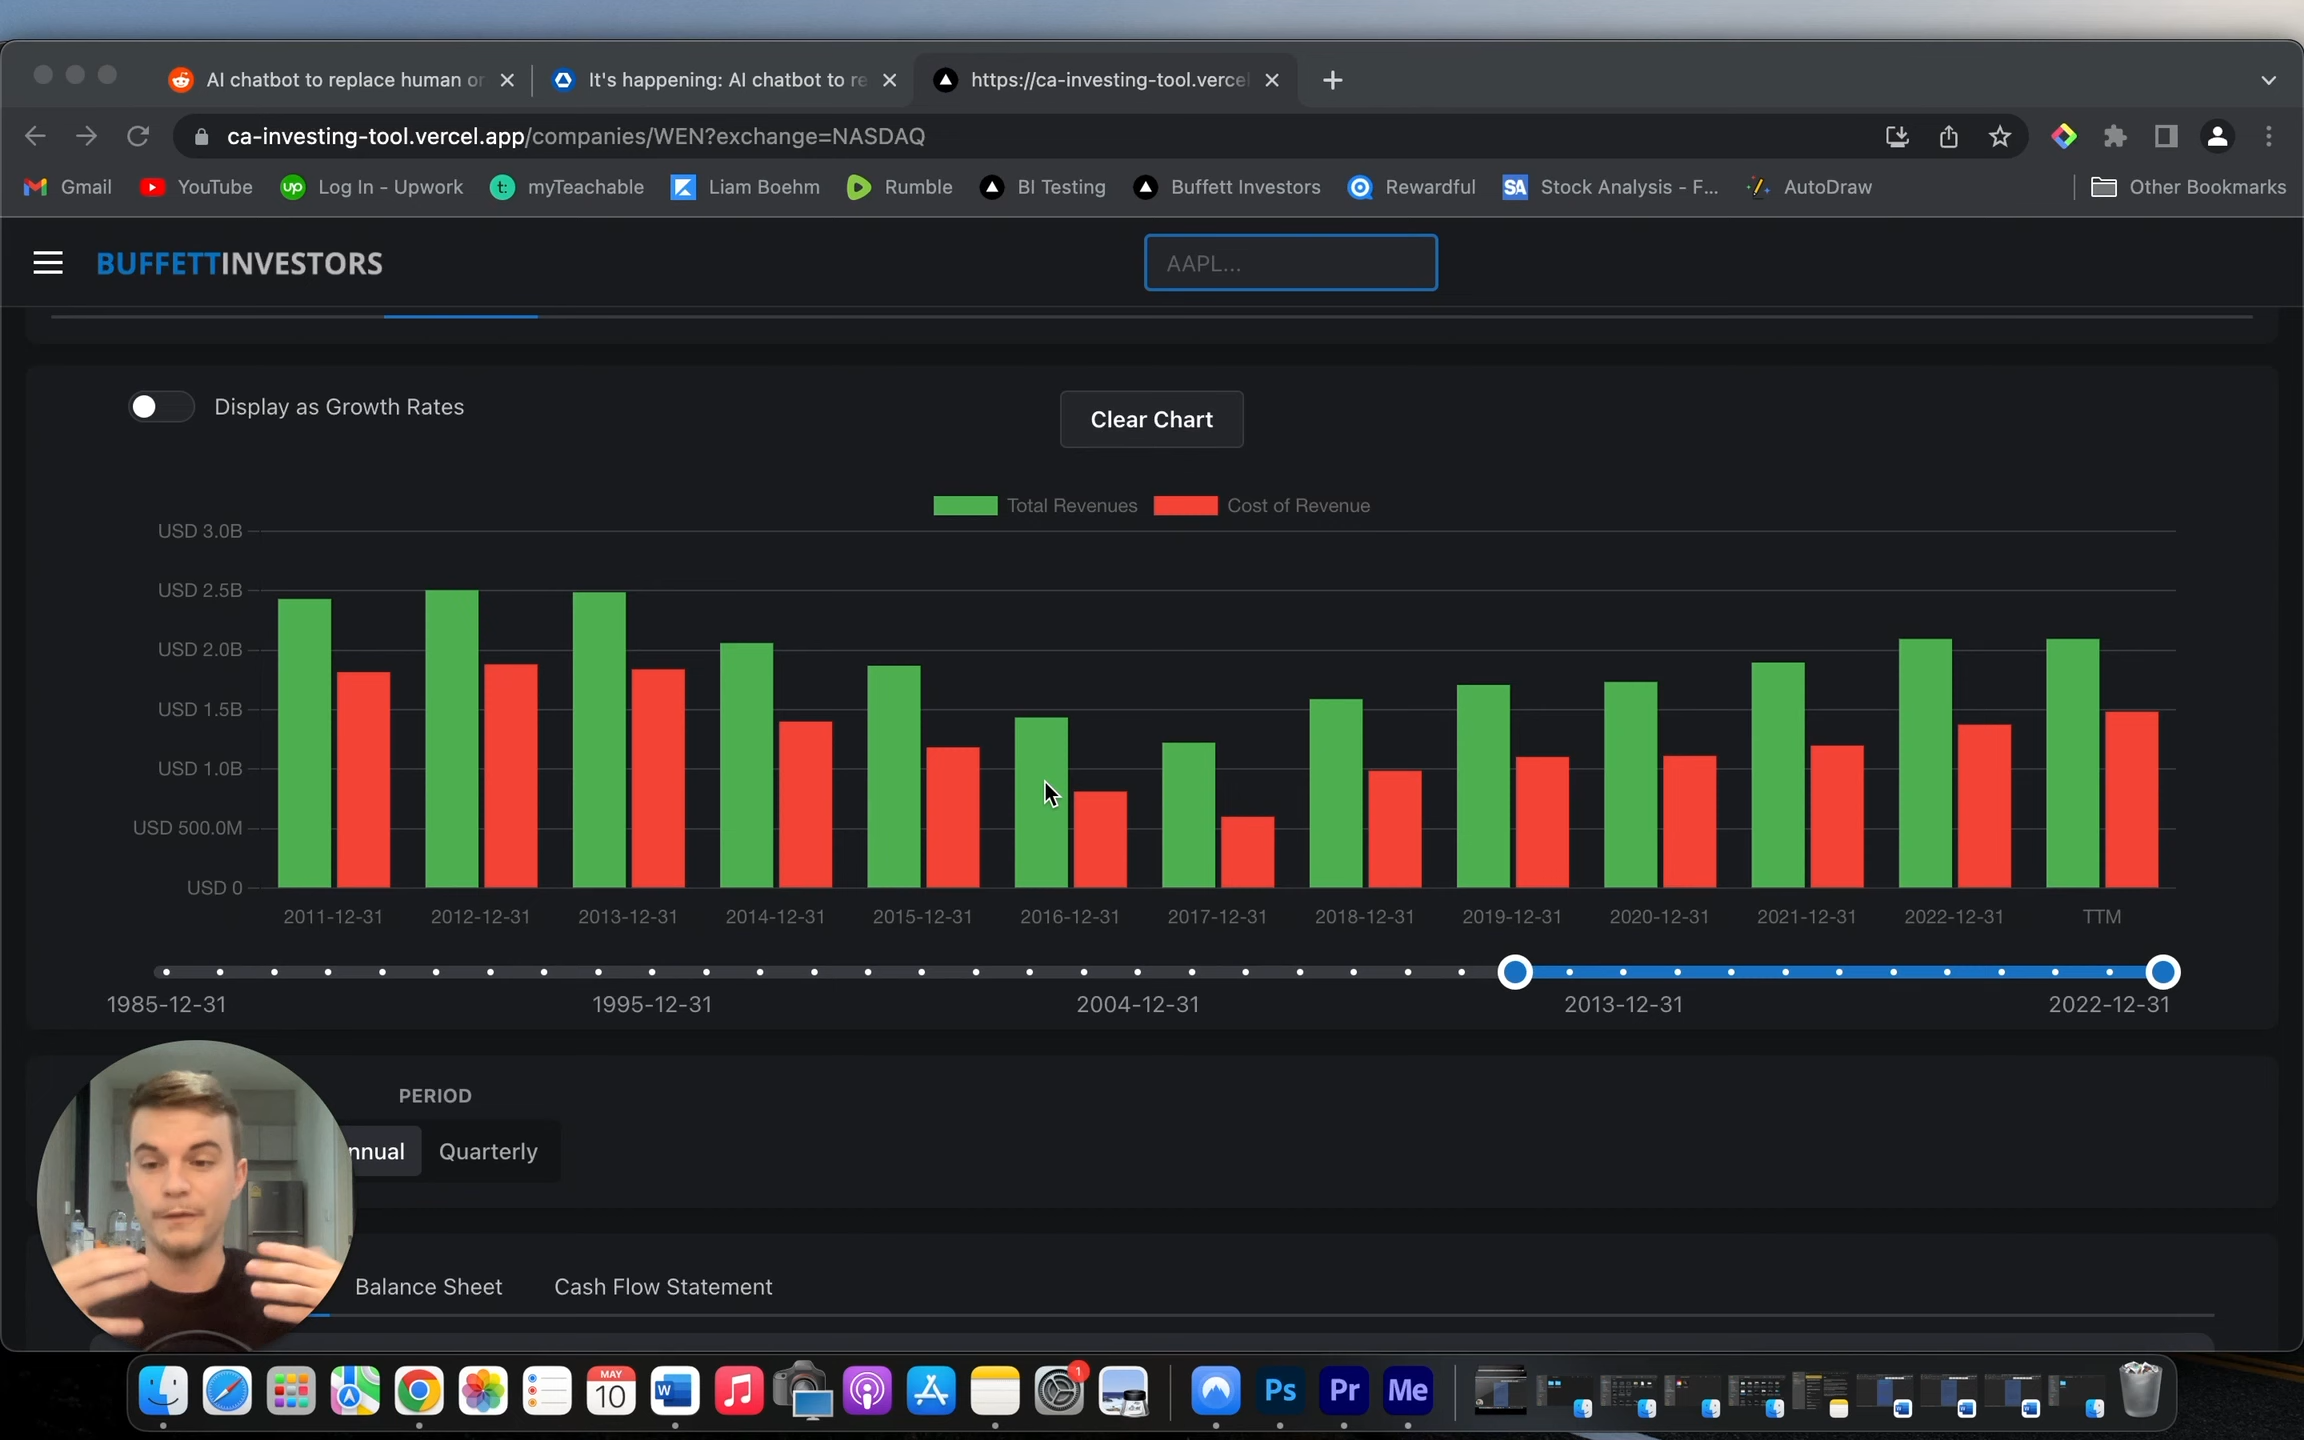 AI chatbot to replace human or
It's happening: AI chatbot to re
https://ca-investing-tool.verce
ca-investing-tool.vercel.app/companies/WEN?exchange=NASDAQ
Gmail
YouTube
up
Log In - Upwork
t:
myTeachable
Liam Boehm
Rumble
BI Testing
Buffett Investors
Rewardful
SA
Stock Analysis - F...
AutoDraw
Other Bookmarks
BUFFETTINVESTORS
AAPL...
Display as Growth Rates
Clear Chart
Total Revenues
Cost of Revenue
USD 3.0B
USD 2.5B
USD 2.0B
USD 1.5B
USD 1.0B
USD 500.0M
USD 0
2011-12-31
2012-12-31
2013-12-31
2014-12-31
2015-12-31
2016-12-31
2017-12-31
2018-12-31
2019-12-31
2020-12-31
2021-12-31
2022-12-31
TTM
1985-12-31
1995-12-31
2004-12-31
2013-12-31
2022-12-31
PERIOD
nnual
Quarterly
Balance Sheet
Cash Flow Statement
MAY
10
W
1
Ps
Pr
Me